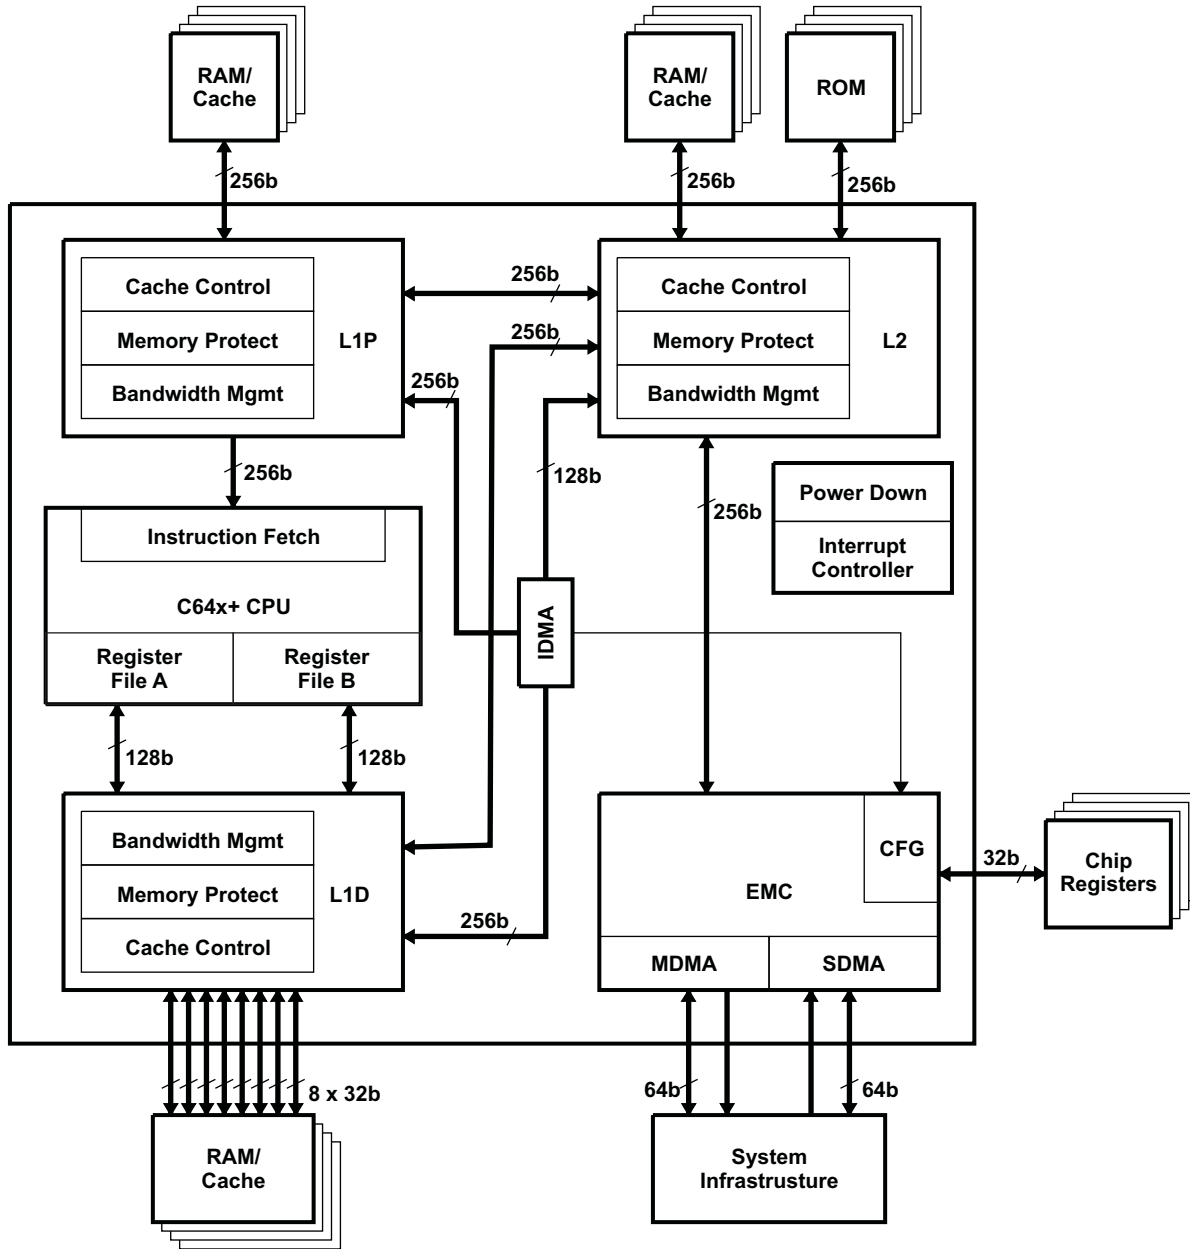 RAM/
Cache
RAM/
Cache
ROM
256b
256b
256b
Cache Control
Memory Protect
Bandwidth Mgmt
L1P
256b
256b
256b
Cache Control
Memory Protect
Bandwidth Mgmt
L2
256b
128b
256b
Power Down
Interrupt
Controller
Instruction Fetch
C64x+ CPU
Register
File A
Register
File B
IDMA
128b
128b
Bandwidth Mgmt
Memory Protect
Cache Control
L1D
256b
EMC
CFG
MDMA
SDMA
32b
Chip
Registers
8 x 32b
64b
64b
RAM/
Cache
System
Infrastrusture